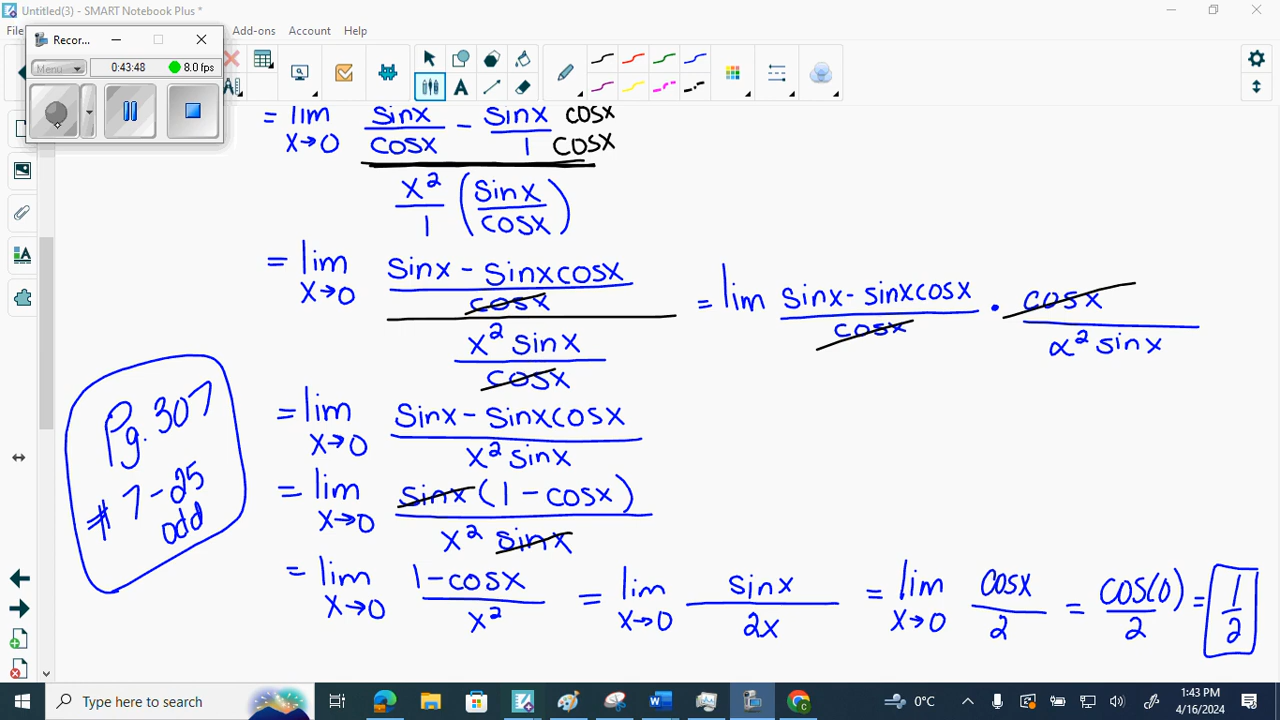 Untitled(3) - SMART Notebook Plus *
File Add-ons Account Help
Recor...
Menu 0:43:48 8.0 fps
= lim x→0 sinx/cosx - sinx/1 cosx/cosx
x²/1 (sinx/cosx)
= lim x→0 sinx - sinxcosx / cosx
x² sinx / cosx
= lim sinx - sinxcosx / cosx • cosx / x² sinx
= lim x→0 sinx - sinxcosx / x² sinx
= lim x→0 sinx(1 - cosx) / x² sinx
= lim x→0 1 - cosx / x² = lim x→0 sinx / 2x = lim x→0 cosx / 2 = cos(0) / 2 = 1/2
Pg. 307
# 7-25
odd
Type here to search
0°C
1:43 PM
4/16/2024